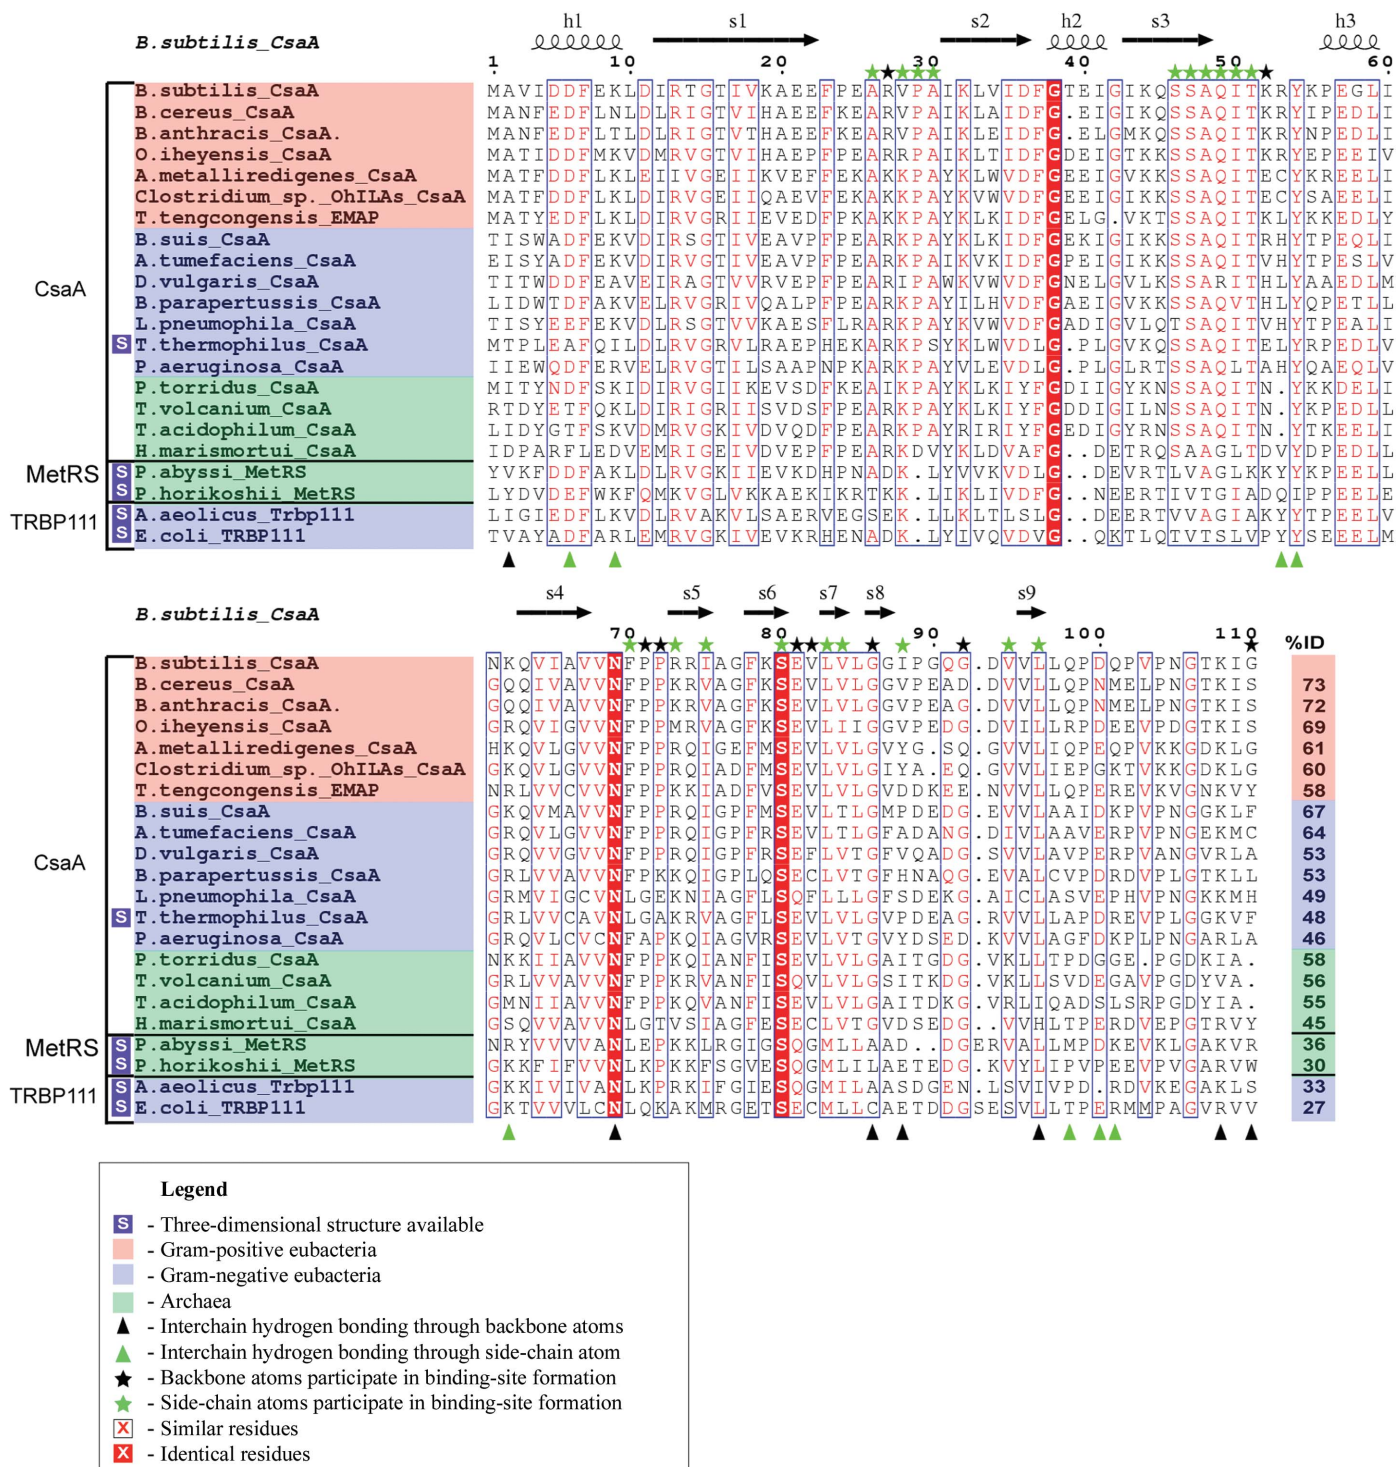 h1 s1 s2 h2 s3 h3
B.subtilis_CsaA
1 10 20 30 40 50 60
B.subtilis_CsaA MAVIDDFEKLDIRTGTIVKAEEFPEARVPAIKLVIDFGTEIGIKQSSAQITKRYKPEGLI
B.cereus_CsaA MANFEDFLNLDLRIGTVIHAEEFKEARVPAIKLAIDFG.EIGIKQSSAQITKRYIPEDLI
B.anthracis_CsaA. MANFEDFLTLDLRIGTVTHAEEFKEARVPAIKLEIDFG.ELGMKQSSAQITKRYNPEDLI
O.iheyensis_CsaA MATIDDFMKVDMRVGTVIHAEPFPEARRPAIKLTIDFGDEIGTKKSSAQITKRYEPEEIV
A.metalliredigenes_CsaA MATFDDFLKLEIIVGEIIKVEFFEKAKKPAYKLWVDFGEEIGVKKSSAQITECYKREELI
Clostridium_sp._OhILAs_CsaA MATFDDFLKLDIRVGEIIQAEVFPEAKKPAYKVWVDFGEEIGIKKSSAQITECYSAEELI
T.tengcongensis_EMAP MATYEDFLKLDIRVGRIIEVEDFPKAKKPAYKLKIDFGELG.VKTSSAQITKLYKKEDLY
B.suis_CsaA TISWADFEKVDIRSGTIVEAVPFPEARKPAYKLKIDFGEKIGIKKSSAQITRHYTPEQLI
A.tumefaciens_CsaA EISYADFEKVDIRVGTIVEAVPFPEARKPAIKVKIDFGPEIGIKKSSAQITVHYTPESLV
D.vulgaris_CsaA TITWDDFEAVEIRAGTVVRVEPFPEARIPAWKVWVDFGNELGVLKSSARITHLYAAEDLM
B.parapertussis_CsaA LIDWTDFAKVELRVGRIVQALPFPEARKPAYILHVDFGAEIGVKKSSAQVTHLYQPETLL
L.pneumophila_CsaA TISYEEFEKVDLRSGTVVKAESFLRARKPAYKVWVDFGADIGVLQTSAQITVHYTPEALI
CsaA
S T.thermophilus_CsaA MTPLEAFQILDLRVGRVLRAEPHEKARKPSYKLWVDLG.PLGVKQSSAQITELYRPEDLV
P.aeruginosa_CsaA IIEWQDFERVELRVGTILSAAPNPKARKPAYVLEVDLG.PLGLRTSSAQLTAHYQAEQLV
P.torridus_CsaA MITYNDFSKIDIRVGIIKEVSDFKEAIKPAYKLKIYFGDIIGYKNSSAQITN.YKKDELI
T.volcanium_CsaA RTDYETFQKLDIRIGRIISVDSFPEARKPAYKLKIYFGDDIGILNSSAQITN.YKPEDLL
T.acidophilum_CsaA LIDYGTFSKVDMRVGKIVDVQDFPEARKPAYRIRIYFGEDIGYRNSSAQITN.YTKEELI
H.marismortui_CsaA IDPARFLEDVEMRVGRIVDVEPFPEARKDVYKLDVAFG..DETRQSAAGLTDVYDPEELV
MetRS
S P.abyssi_MetRS YVKFDDFAKLDLRVGKIIEVKDHPNADK.LYVVKVDLG..DEVRTLVAGLKKYYKPEELL
S P.horikoshii_MetRS LYDVDEFWKFQMKVGLVKKAEKIKRTKK.LIKLIVDFG..NEERTIVTGIADQIPPEELE
TRBP111
S A.aeolicus_Trbp111 LIGIEDFLKVDLRVAKVLSAERVEGSEK.LLKLTLSLG..DEERTVVAGIAKYYTPEELV
S E.coli_TRBP111 TVAYADFARLEMRVGKIVEVKRHENADK.LYIVQVDVG..QKTLQTVTSLVPYYSEEELM
s4 s5 s6 s7 s8 s9
B.subtilis_CsaA
70 80 90 100 110 %ID
B.subtilis_CsaA NKQVIAVVNFPPRRIAGFKSEVLVLGGIPGQG.DVVLLQPDQPVPNGTKIG
B.cereus_CsaA GQQIVAVVNFPPKRVAGFKSEVLVLGGVPEAD.DVVLLQPNMELPNGTKIS 73
B.anthracis_CsaA. GQQIVAVVNFPPKRVAGFKSEVLVLGGVPEAG.DVVLLQPNMELPNGTKIS 72
O.iheyensis_CsaA GRQVIGVVNFPPMRVAGFKSEVLIIGGVPEQG.DVILLRPDEEVPDGTKIS 69
A.metalliredigenes_CsaA HKQVLGVVNFPPRQIGEFMSEVLVLGVYG.SQ.GVVLIQPEQPVKKGDKLG 61
Clostridium_sp._OhILAs_CsaA GKQVLGVVNFPPRQIADFMSEVLVLGIYA.EQ.GVVLIEPGKTVKKGDKLG 60
T.tengcongensis_EMAP NRLVVCVVNFPPKKIADFVSEVLVLGVDDKEE.NVVLLQPEREVKVGNKVY 58
B.suis_CsaA GKQVMAVVNFPPRQIGPFMSEVLTLGMPDEDG.EVVLAAIDKPVPNGGKLF 67
A.tumefaciens_CsaA GRQVLGVVNFPPRQIGPFRSEVLTLGFADANG.DIVLAAVERPVPNGEKMC 64
D.vulgaris_CsaA GRQVVGVVNFPPRQIGPFRSEFLVTGFVQADG.SVVLAVPERPVANGVRLA 53
CsaA
B.parapertussis_CsaA GRLVVAVVNFPKKQIGPLQSECLVTGFHNAQG.EVALCVPDRDVPLGTKLL 53
L.pneumophila_CsaA GRMVIGCVNLGEKNIAGFLSQFLLLGFSDEKG.AICLASVEPHVPNGKKMH 49
S T.thermophilus_CsaA GRLVVCAVNLGAKRVAGFLSEVLVLGVPDEAG.RVVLLAPDREVPLGGKVF 48
P.aeruginosa_CsaA GRQVLCVCNFAPKQIAGVRSEVLVTGVYDSED.KVVLAGFDKPLPNGARLA 46
P.torridus_CsaA NKKIIAVVNFPPKQIANFISEVLVLGAITGDG.VKLLTPDGGE.PGDKIA. 58
T.volcanium_CsaA GRLVVAVVNFPPKRVANFISQVLVLGSITKDG.VKLLSVDEGAVPGDYIA. 56
T.acidophilum_CsaA GMNIIAVVNFPPKQVANFISEVLVLGAITDKG.VRLIQADSLSRPGDYIA. 55
H.marismortui_CsaA GSQVVAVVNLGTVSIAGFESECLVTGVDSEDG..VVHLTPERDVEPGTRVY 45
MetRS
S P.abyssi_MetRS NRYVVVVANLEPKKLRGIGSQGMLLAAD..DGERVALLMPDKEVKLGAKVR 36
S P.horikoshii_MetRS GKKFIFVVNLKPKKFSGVESQGMLILAETEDG.KVYLIPVPEEVPVGARVW 30
TRBP111
S A.aeolicus_Trbp111 GKKIVIVANLKPRKIFGIESQGMILAASDGEN.LSVIVPD.RDVKEGAKLS 33
S E.coli_TRBP111 GKTVVVLCNLQKAKMRGETSECMLLCAETDDGSESVLLTPERMMPAGVRVV 27
Legend
S - Three-dimensional structure available
- Gram-positive eubacteria
- Gram-negative eubacteria
- Archaea
- Interchain hydrogen bonding through backbone atoms
- Interchain hydrogen bonding through side-chain atom
- Backbone atoms participate in binding-site formation
- Side-chain atoms participate in binding-site formation
X - Similar residues
X - Identical residues